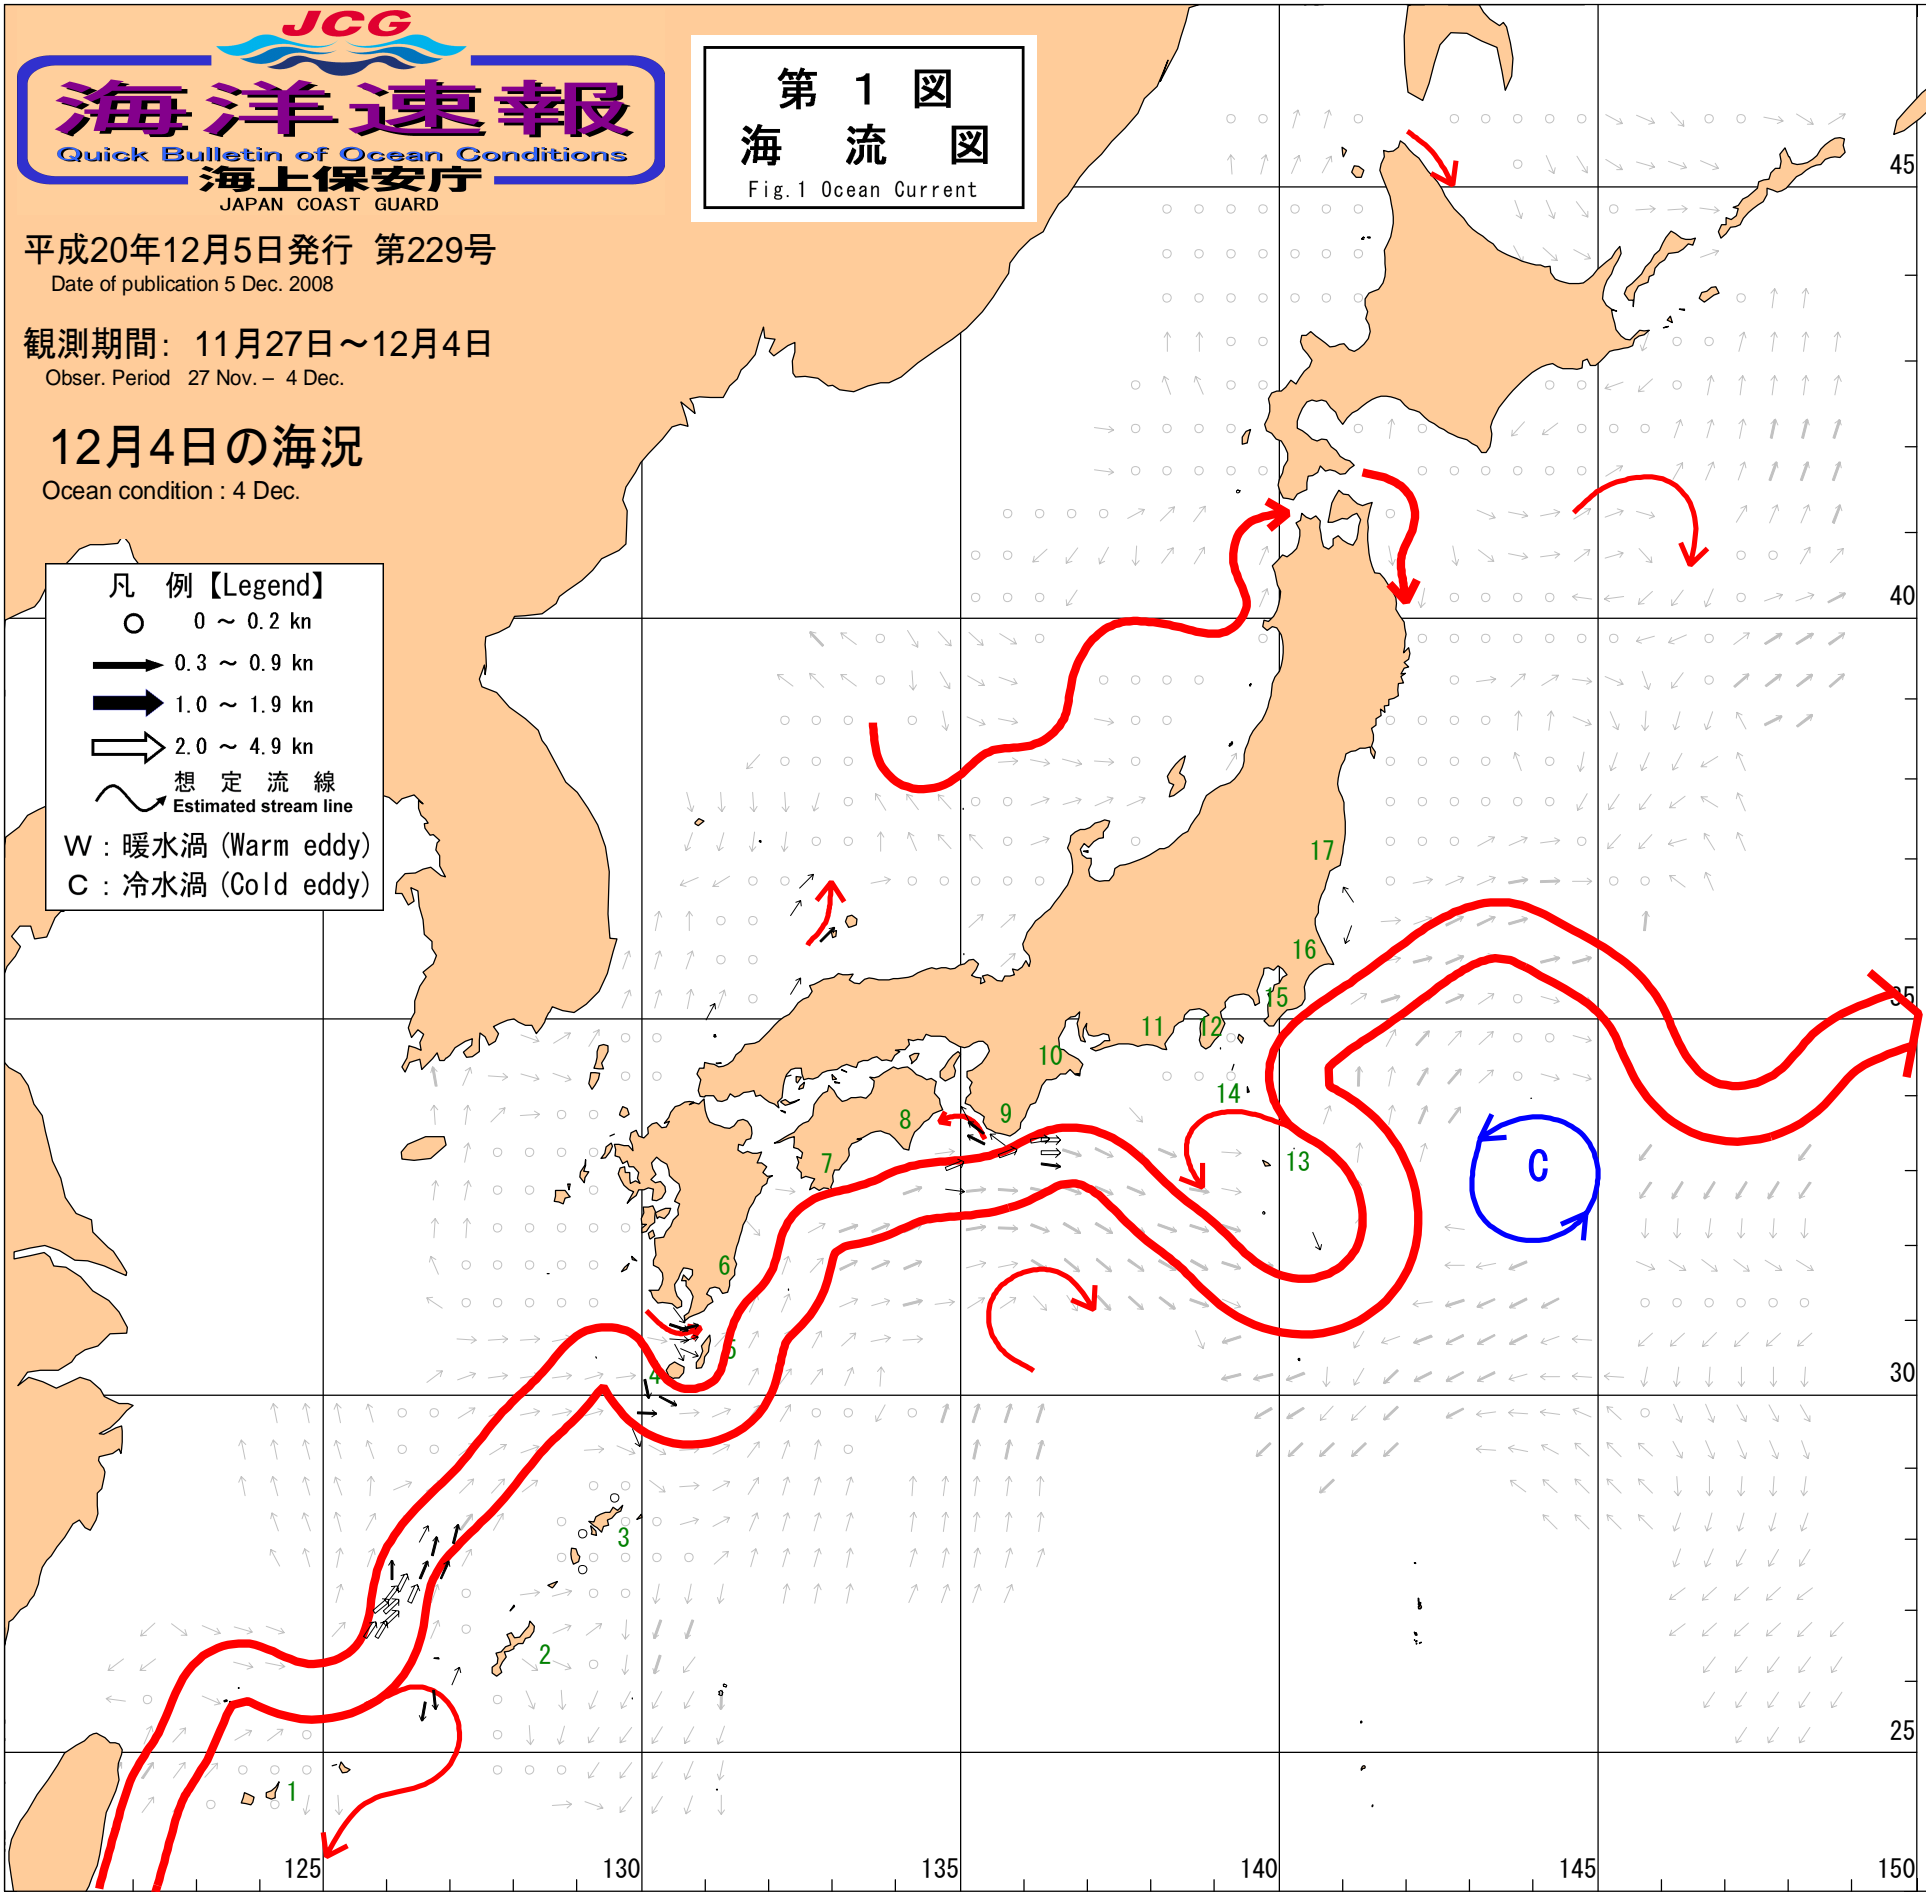 JCG
海洋速報
Quick Bulletin of Ocean Conditions
海上保安庁
JAPAN COAST GUARD
第 1 図
海 流 図
Fig.1 Ocean Current
平成20年12月5日発行 第229号
Date of publication 5 Dec. 2008
観測期間: 11月27日～12月4日
Obser. Period 27 Nov. – 4 Dec.
12月4日の海況
Ocean condition : 4 Dec.
凡 例【Legend】
0 ～ 0.2 kn
0.3 ～ 0.9 kn
1.0 ～ 1.9 kn
2.0 ～ 4.9 kn
想 定 流 線
Estimated stream line
W : 暖水渦 (Warm eddy)
C : 冷水渦 (Cold eddy)
45
40
17
16
15
35
11
12
10
14
9
8
7
13
C
6
5
4
30
3
2
25
1
125
130
135
140
145
150